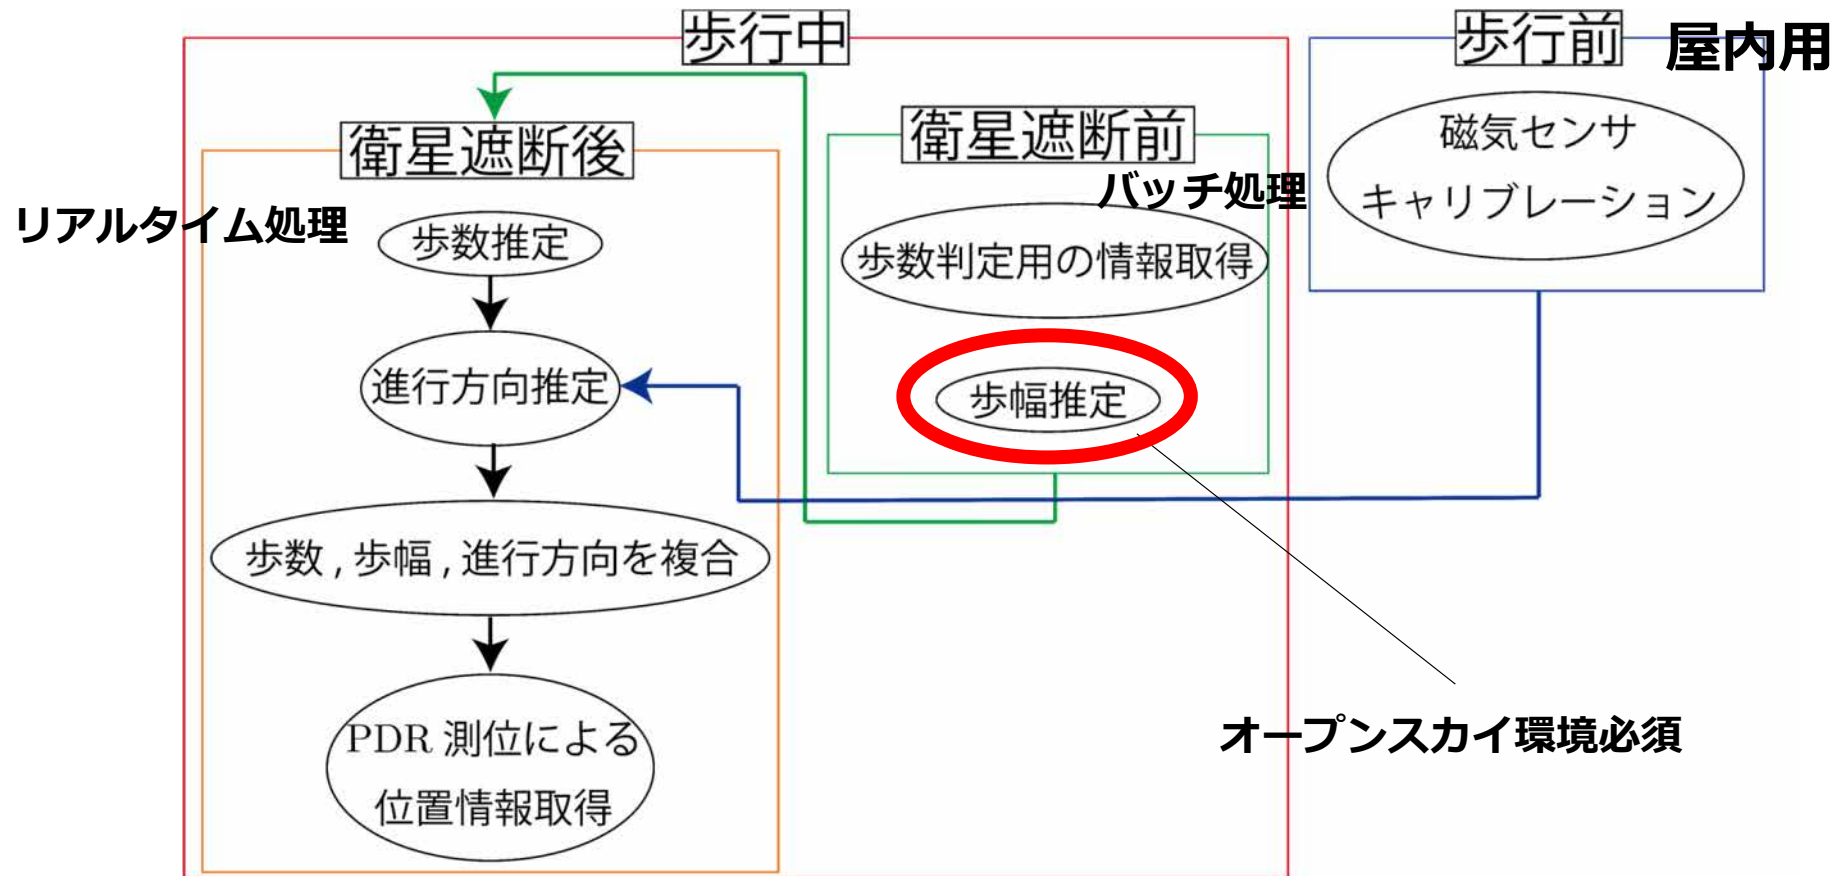 歩行中
歩行前
屋内用
衛星遮断後
衛星遮断前
磁気センサ
キャリブレーション
バッチ処理
リアルタイム処理
歩数推定
歩数判定用の情報取得
進行方向推定
歩幅推定
歩数 , 歩幅 , 進行方向を複合
PDR 測位による
位置情報取得
オープンスカイ環境必須